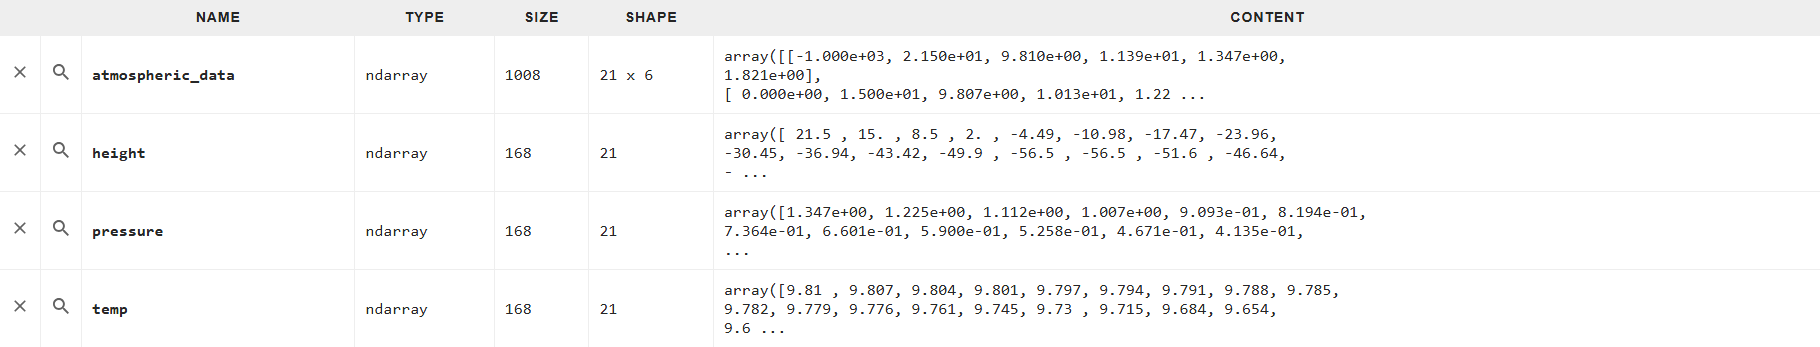 NAME TYPE SIZE SHAPE CONTENT
atmospheric_data ndarray 1008 21 x 6 array([[-1.000e+03, 2.150e+01, 9.810e+00, 1.139e+01, 1.347e+00,
1.821e+00],
[ 0.000e+00, 1.500e+01, 9.807e+00, 1.013e+01, 1.22 ...
height ndarray 168 21 array([ 21.5 , 15. , 8.5 , 2. , -4.49, -10.98, -17.47, -23.96,
-30.45, -36.94, -43.42, -49.9 , -56.5 , -56.5 , -51.6 , -46.64,
- ...
pressure ndarray 168 21 array([1.347e+00, 1.225e+00, 1.112e+00, 1.007e+00, 9.093e-01, 8.194e-01,
7.364e-01, 6.601e-01, 5.900e-01, 5.258e-01, 4.671e-01, 4.135e-01,
...
temp ndarray 168 21 array([9.81 , 9.807, 9.804, 9.801, 9.797, 9.794, 9.791, 9.788, 9.785,
9.782, 9.779, 9.776, 9.761, 9.745, 9.73 , 9.715, 9.684, 9.654,
9.6 ...